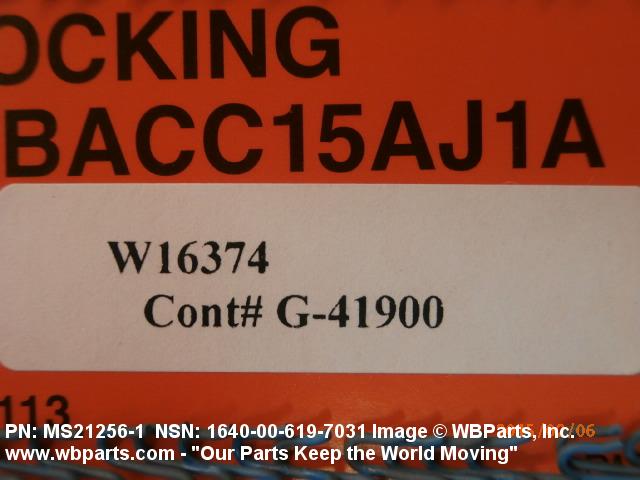 OCKING
BACC15AJ1A
W16374
Cont# G-41900
113
PN: MS21256-1 NSN: 1640-00-619-7031 Image © WBParts, Inc.
www.wbparts.com - "Our Parts Keep the World Moving"